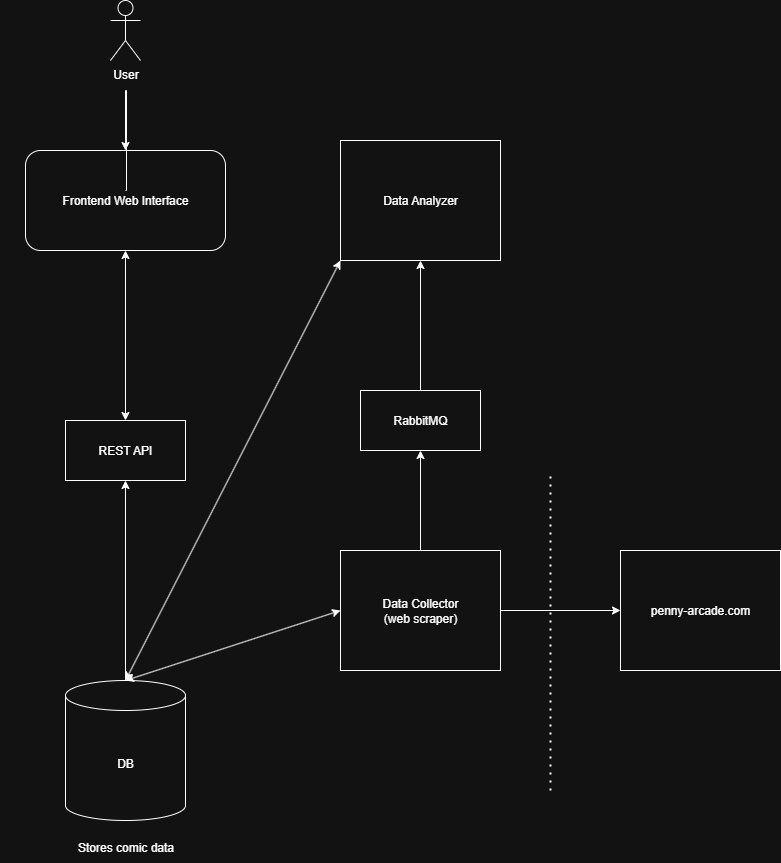 User
Frontend Web Interface
Data Analyzer
RabbitMQ
REST API
Data Collector
(web scraper)
penny-arcade.com
DB
Stores comic data